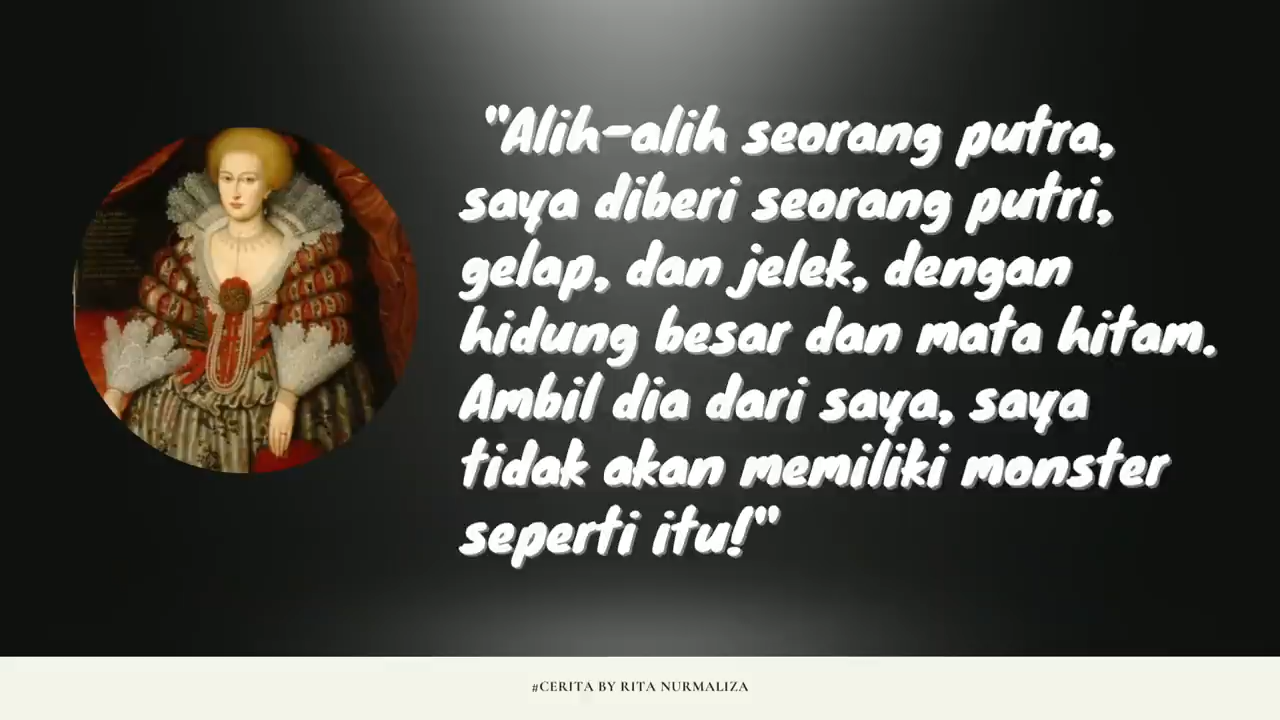 "Alih-alih seorang putra,
saya diberi seorang putri,
gelap, dan jelek, dengan
hidung besar dan mata hitam.
Ambil dia dari saya, saya
tidak akan memiliki monster
seperti itu!"
#CERITA BY RITA NURMALIZA